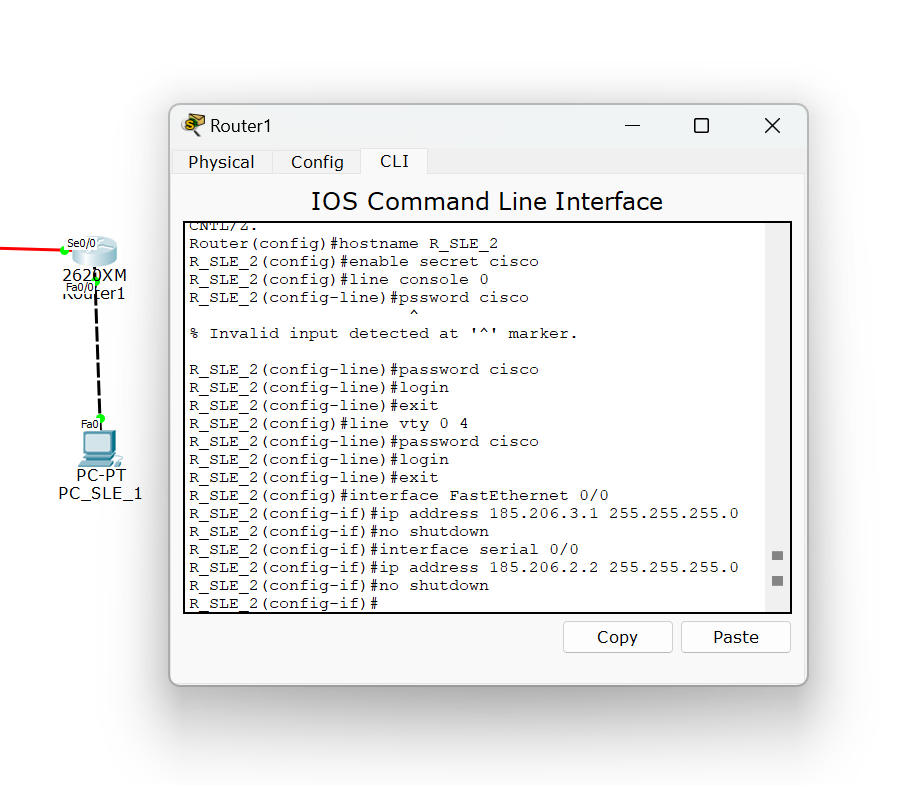 Router1
Physical
Config
CLI
IOS Command Line Interface
CNTL/Z.
Router(config)#hostname R_SLE_2
R_SLE_2(config)#enable secret cisco
R_SLE_2(config)#line console 0
R_SLE_2(config-line)#pssword cisco
^
% Invalid input detected at '^' marker.
R_SLE_2(config-line)#password cisco
R_SLE_2(config-line)#login
R_SLE_2(config-line)#exit
R_SLE_2(config)#line vty 0 4
R_SLE_2(config-line)#password cisco
R_SLE_2(config-line)#login
R_SLE_2(config-line)#exit
R_SLE_2(config)#interface FastEthernet 0/0
R_SLE_2(config-if)#ip address 185.206.3.1 255.255.255.0
R_SLE_2(config-if)#no shutdown
R_SLE_2(config-if)#interface serial 0/0
R_SLE_2(config-if)#ip address 185.206.2.2 255.255.255.0
R_SLE_2(config-if)#no shutdown
R_SLE_2(config-if)#
Copy
Paste
Se0/0
2620XM
Fa0/0
Router1
Fa0
PC-PT
PC_SLE_1